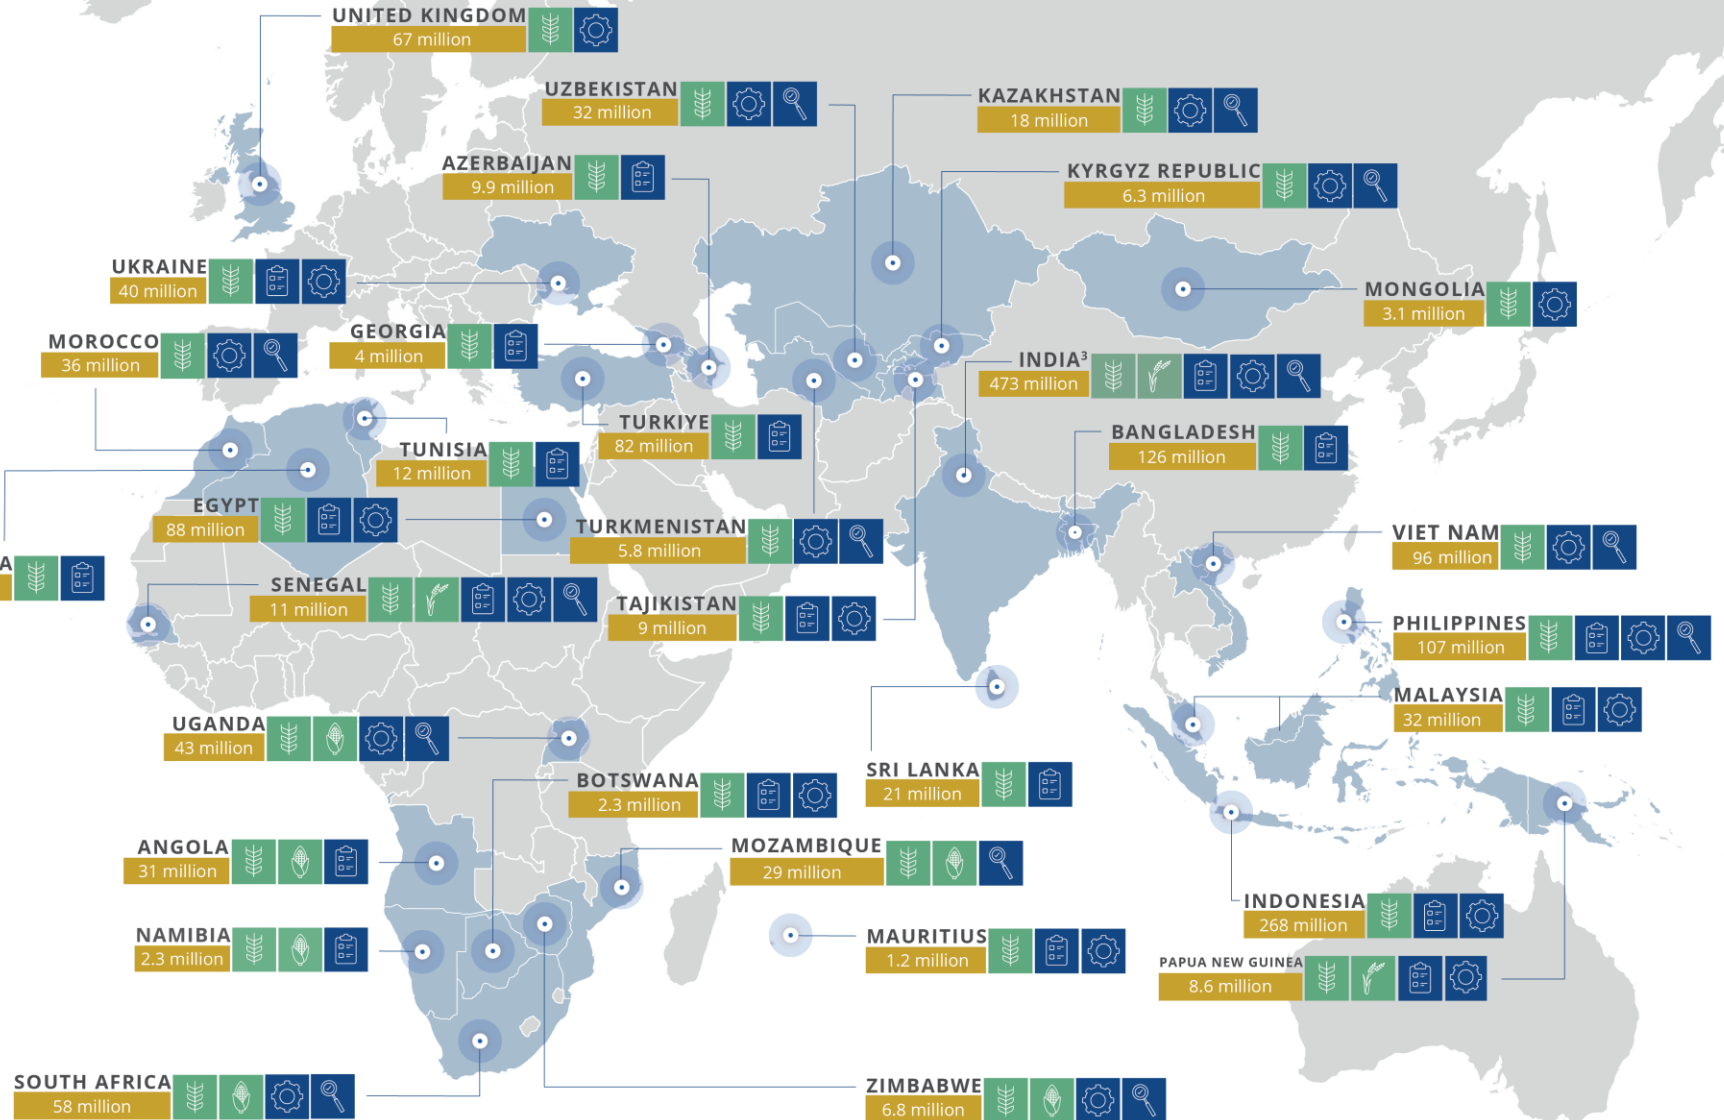 UNITED KINGDOM
67 million
UZBEKISTAN
32 million
KAZAKHSTAN
18 million
AZERBAIJAN
9.9 million
KYRGYZ REPUBLIC
6.3 million
UKRAINE
40 million
MONGOLIA
3.1 million
MOROCCO
36 million
GEORGIA
4 million
INDIA³
473 million
TURKIYE
82 million
BANGLADESH
126 million
TUNISIA
12 million
EGYPT
88 million
TURKMENISTAN
5.8 million
VIET NAM
96 million
A
SENEGAL
11 million
TAJIKISTAN
9 million
PHILIPPINES
107 million
MALAYSIA
32 million
UGANDA
43 million
BOTSWANA
2.3 million
SRI LANKA
21 million
ANGOLA
31 million
MOZAMBIQUE
29 million
INDONESIA
268 million
NAMIBIA
2.3 million
MAURITIUS
1.2 million
PAPUA NEW GUINEA
8.6 million
SOUTH AFRICA
58 million
ZIMBABWE
6.8 million